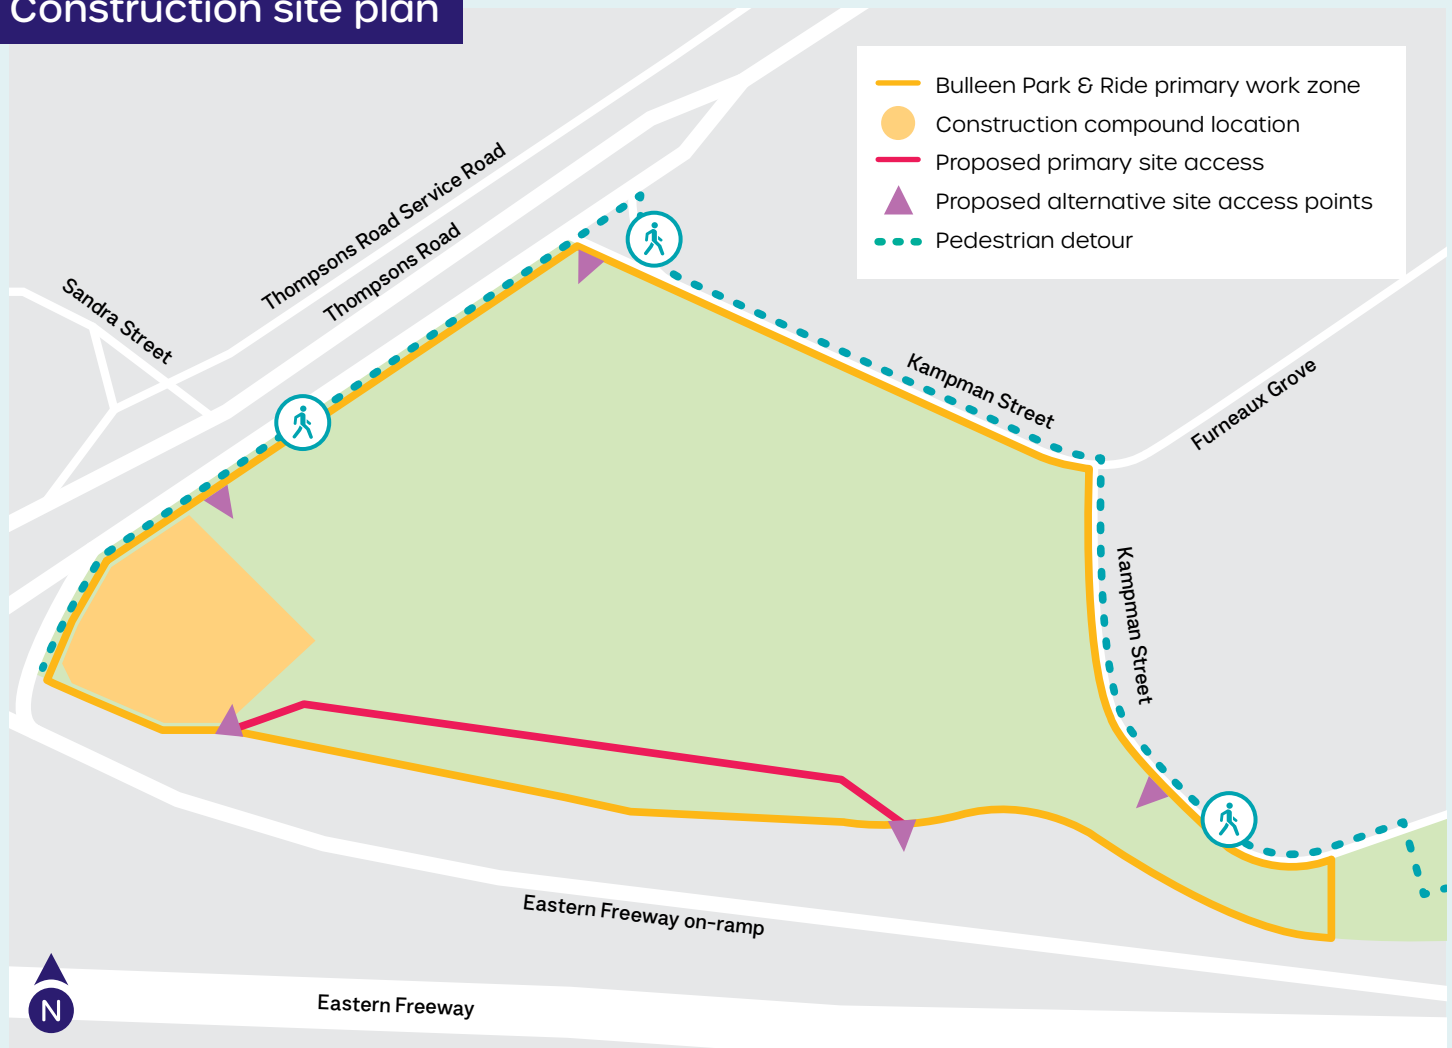 Construction site plan
Bulleen Park & Ride primary work zone
Construction compound location
Proposed primary site access
Proposed alternative site access points
Pedestrian detour
Thompsons Road Service Road
Thompsons Road
Sandra Street
Kampman Street
Furneaux Grove
Kampman Street
Eastern Freeway on-ramp
Eastern Freeway
N